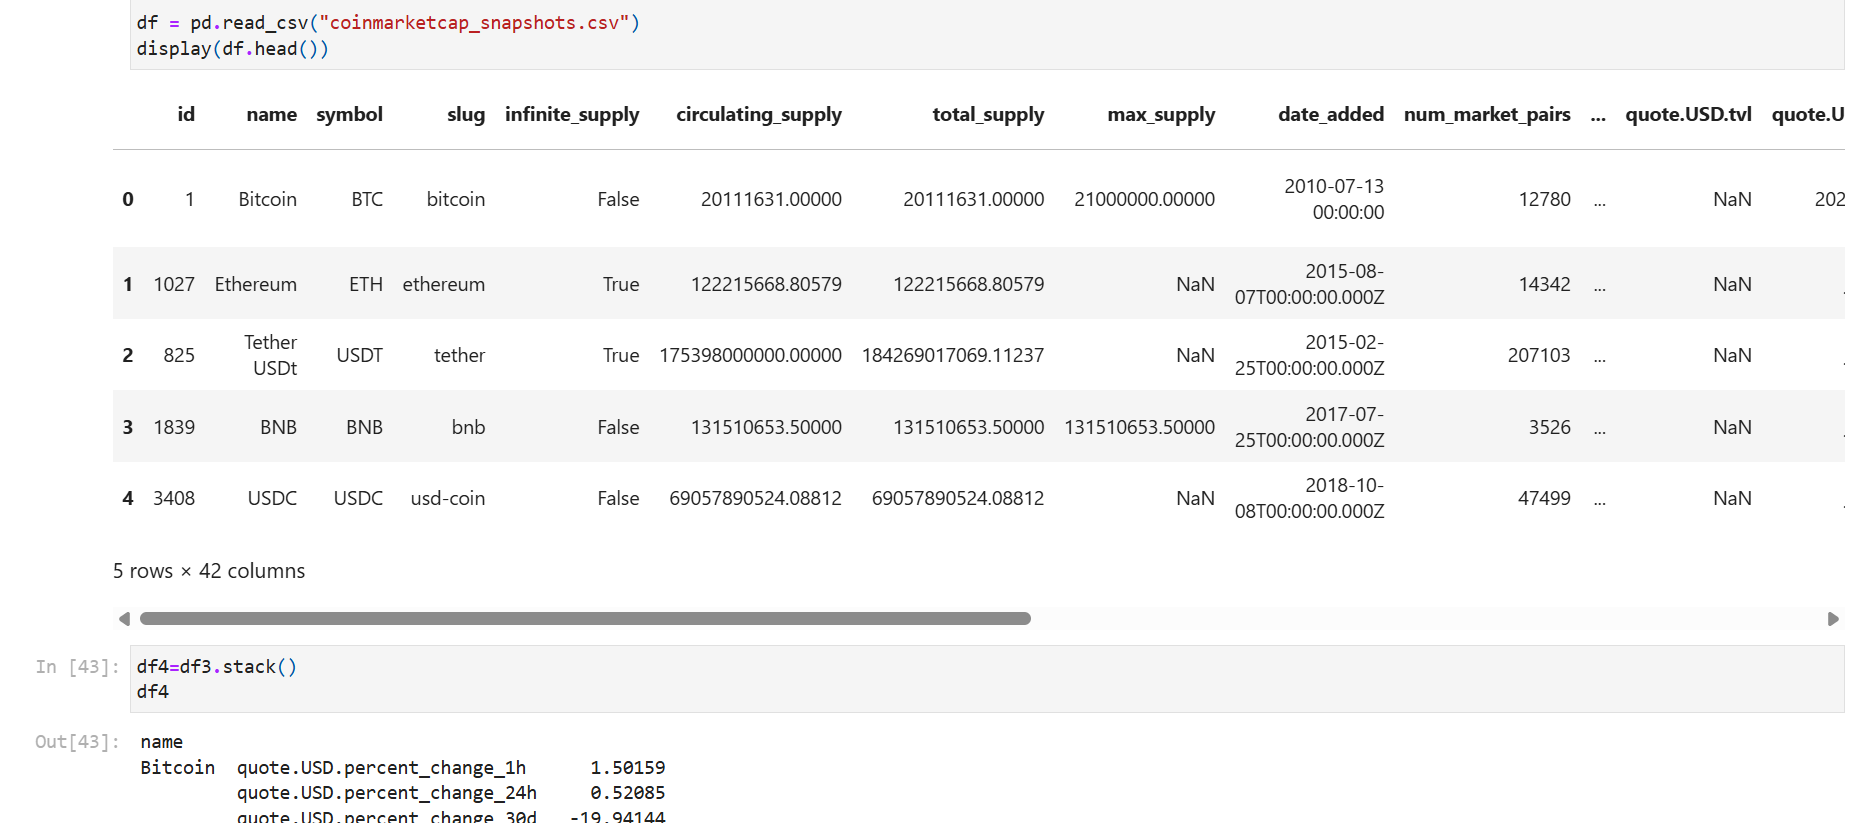 df = pd.read_csv("coinmarketcap_snapshots.csv")
display(df.head())
id name symbol slug infinite_supply circulating_supply total_supply max_supply date_added num_market_pairs ... quote.USD.tvl quote.U
0 1 Bitcoin BTC bitcoin False 20111631.00000 20111631.00000 21000000.00000 2010-07-13 00:00:00 12780 ... NaN 202
1 1027 Ethereum ETH ethereum True 122215668.80579 122215668.80579 NaN 2015-08-07T00:00:00.000Z 14342 ... NaN
2 825 Tether USDt USDT tether True 175398000000.00000 184269017069.11237 NaN 2015-02-25T00:00:00.000Z 207103 ... NaN
3 1839 BNB BNB bnb False 131510653.50000 131510653.50000 131510653.50000 2017-07-25T00:00:00.000Z 3526 ... NaN
4 3408 USDC USDC usd-coin False 69057890524.08812 69057890524.08812 NaN 2018-10-08T00:00:00.000Z 47499 ... NaN
5 rows × 42 columns
In [43]: df4=df3.stack()
df4
Out[43]: name
Bitcoin quote.USD.percent_change_1h 1.50159
quote.USD.percent_change_24h 0.52085
quote.USD.percent_change_30d -19.94144